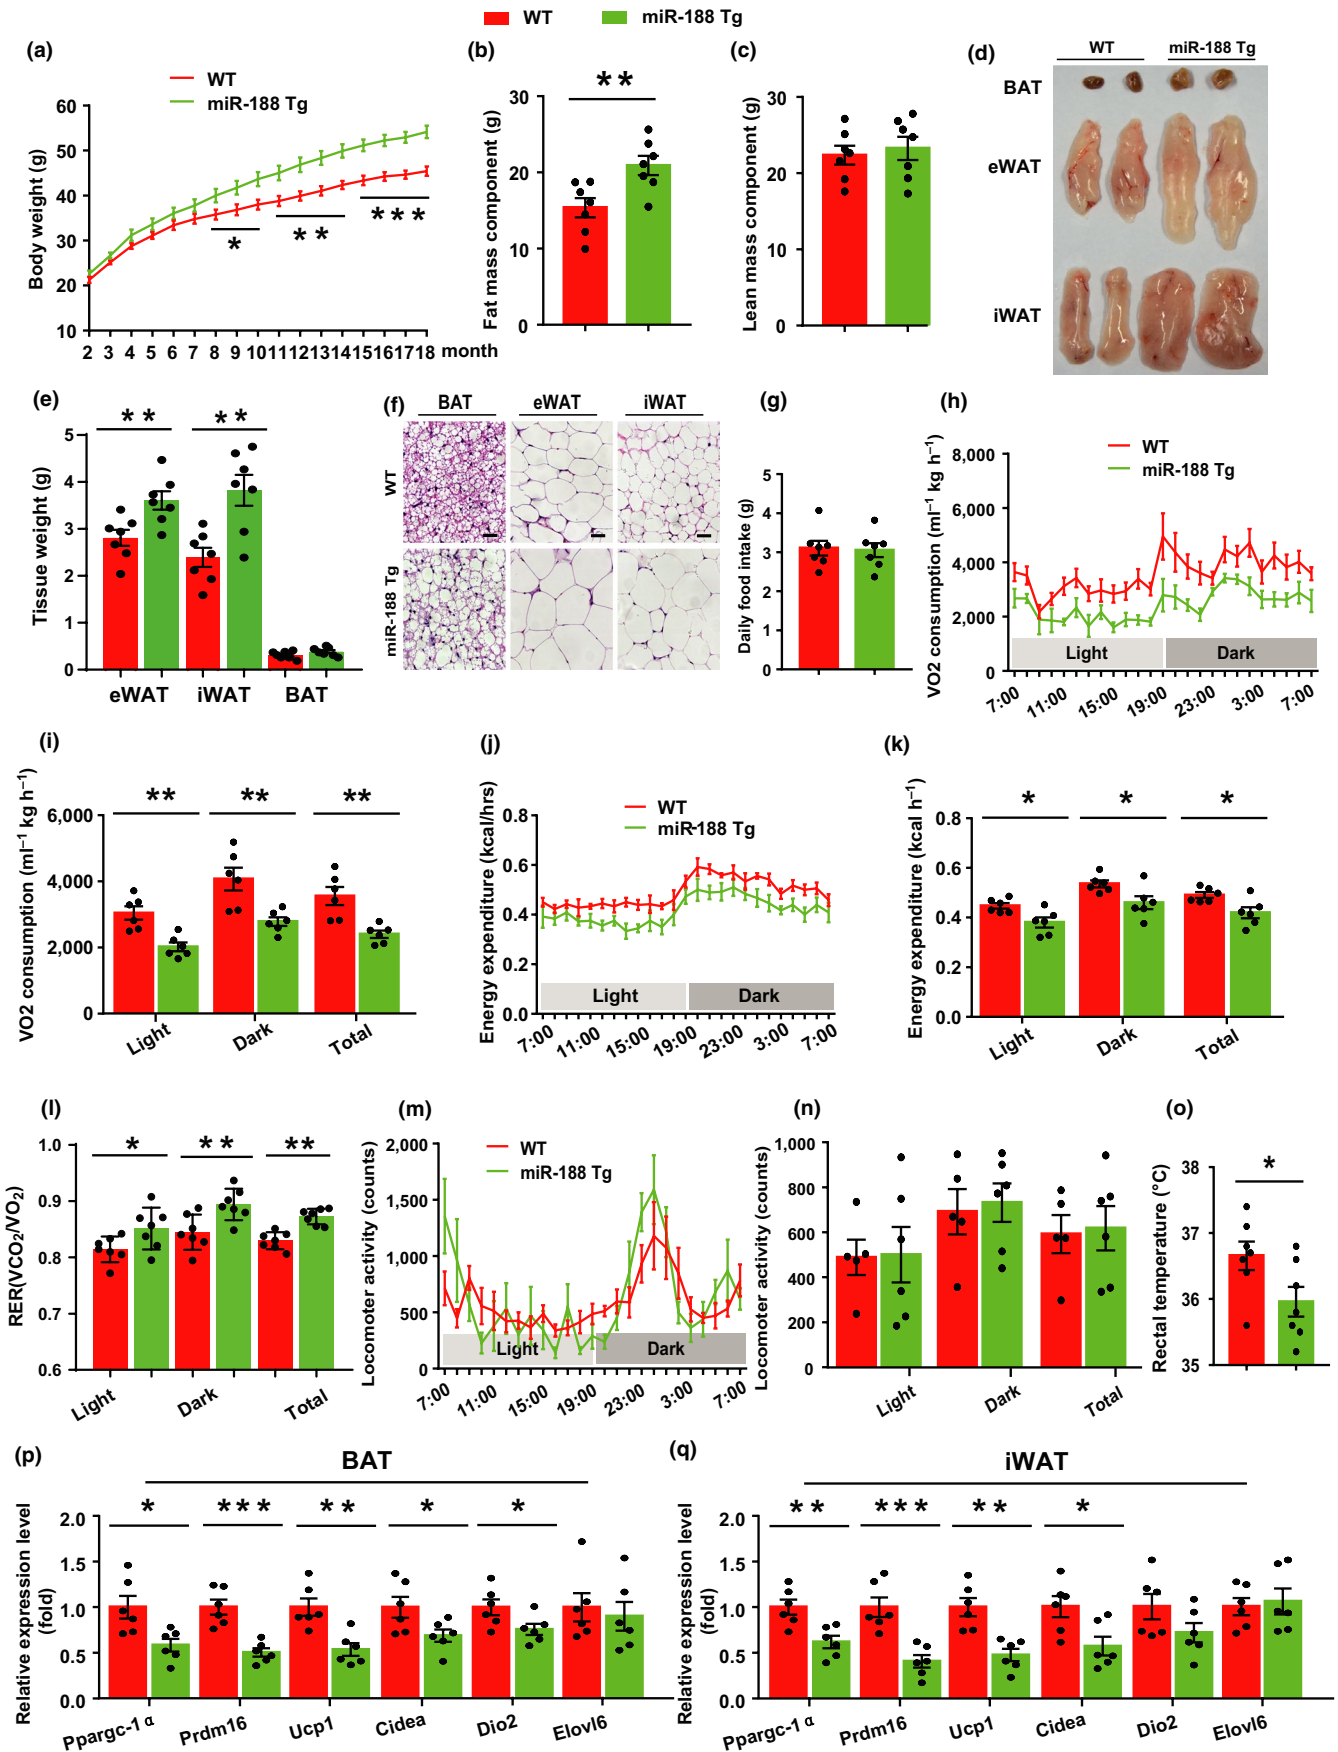 WT
miR-188 Tg
(a)
WT
miR-188 Tg
Body weight (g)
60
50
40
30
20
10
* ** ***
2 3 4 5 6 7 8 9 10 11 12 13 14 15 16 17 18 month
(b)
**
Fat mass component (g)
30
20
10
0
(c)
Lean mass component (g)
30
20
10
0
(d)
WT miR-188 Tg
BAT
eWAT
iWAT
(e)
** **
Tissue weight (g)
5
4
3
2
1
0
eWAT iWAT BAT
(f)
BAT eWAT iWAT
WT
miR-188 Tg
(g)
Daily food intake (g)
5
4
3
2
1
0
(h)
WT
miR-188 Tg
VO2 consumption (ml⁻¹ kg h⁻¹)
8,000
6,000
4,000
2,000
0
Light Dark
7:00 11:00 15:00 19:00 23:00 3:00 7:00
(i)
** ** **
VO2 consumption (ml⁻¹ kg h⁻¹)
6,000
4,000
2,000
0
Light Dark Total
(j)
WT
miR-188 Tg
Energy expenditure (kcal/hrs)
0.8
0.6
0.4
0.2
0.0
Light Dark
7:00 11:00 15:00 19:00 23:00 3:00 7:00
(k)
* * *
Energy expenditure (kcal h⁻¹)
0.8
0.6
0.4
0.2
0.0
Light Dark Total
(l)
* ** **
RER(VCO₂/VO₂)
1.0
0.9
0.8
0.7
0.6
Light Dark Total
(m)
WT
miR-188 Tg
Locomoter activity (counts)
2,000
1,500
1,000
500
0
Light Dark
7:00 11:00 15:00 19:00 23:00 3:00 7:00
(n)
Locomoter activity (counts)
1,000
800
600
400
200
0
Light Dark Total
(o)
*
Rectal temperature (°C)
38
37
36
35
(p)
BAT
* *** ** * *
Relative expression level
(fold)
2.0
1.5
1.0
0.5
0.0
Ppargc-1 α Prdm16 Ucp1 Cidea Dio2 Elovl6
(q)
iWAT
** *** ** *
Relative expression level
(fold)
2.0
1.5
1.0
0.5
0.0
Ppargc-1 α Prdm16 Ucp1 Cidea Dio2 Elovl6